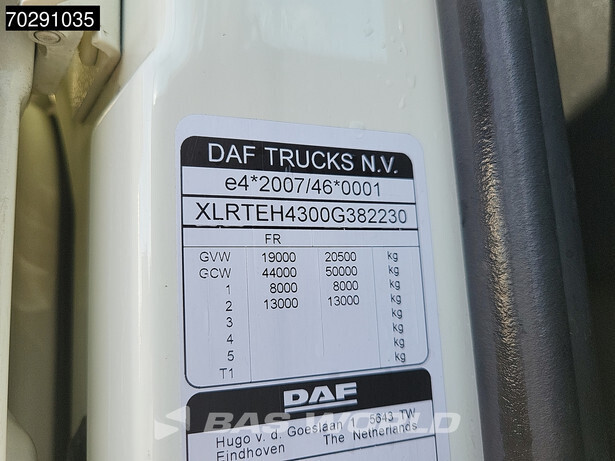 70291035
DAF TRUCKS N.V.
e4*2007/46*0001
XLRTEH4300G382230
FR
GVW 19000 20500 kg
GCW 44000 50000 kg
1 8000 8000 kg
2 13000 13000 kg
3 kg
4 kg
5 kg
T1
DAF
BAS WORLD
Hugo v. d. Goeslaan 1 5643 TW
Eindhoven The Netherlands